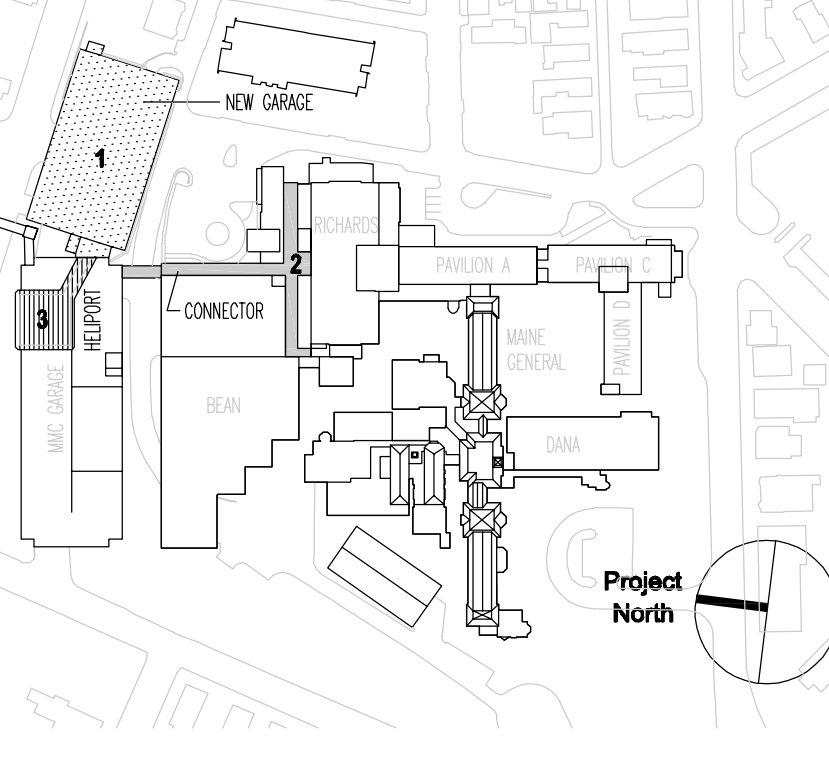 NEW GARAGE
1
RICHARDS
2
PAVILION A
PAVILION C
3
HELIPORT
CONNECTOR
PAVILION D
MAINE
GENERAL
MMC GARAGE
BEAN
DANA
Project
North